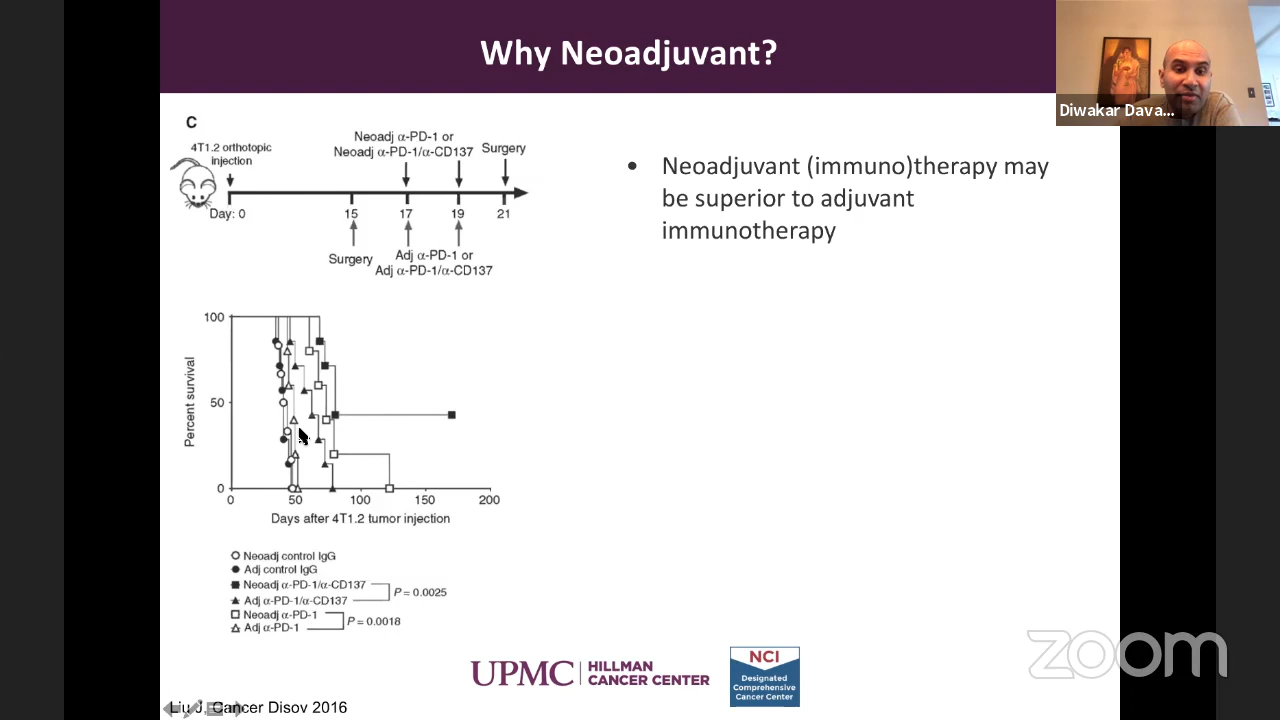 Why Neoadjuvant?
Diwakar Dava...
C
4T1.2 orthotopic
injection
Neoadj α-PD-1 or
Neoadj α-PD-1/α-CD137
Surgery
Day: 0
15
17
19
21
Surgery
Adj α-PD-1 or
Adj α-PD-1/α-CD137
• Neoadjuvant (immuno)therapy may
be superior to adjuvant
immunotherapy
Percent survival
100
50
0
0
50
100
150
200
Days after 4T1.2 tumor injection
Neoadj control IgG
Adj control IgG
Neoadj α-PD-1/α-CD137
Adj α-PD-1/α-CD137
P = 0.0025
Neoadj α-PD-1
Adj α-PD-1
P = 0.0018
UPMC
HILLMAN
CANCER CENTER
NCI
Designated
Comprehensive
Cancer Center
zoom
Liu J, Cancer Disov 2016